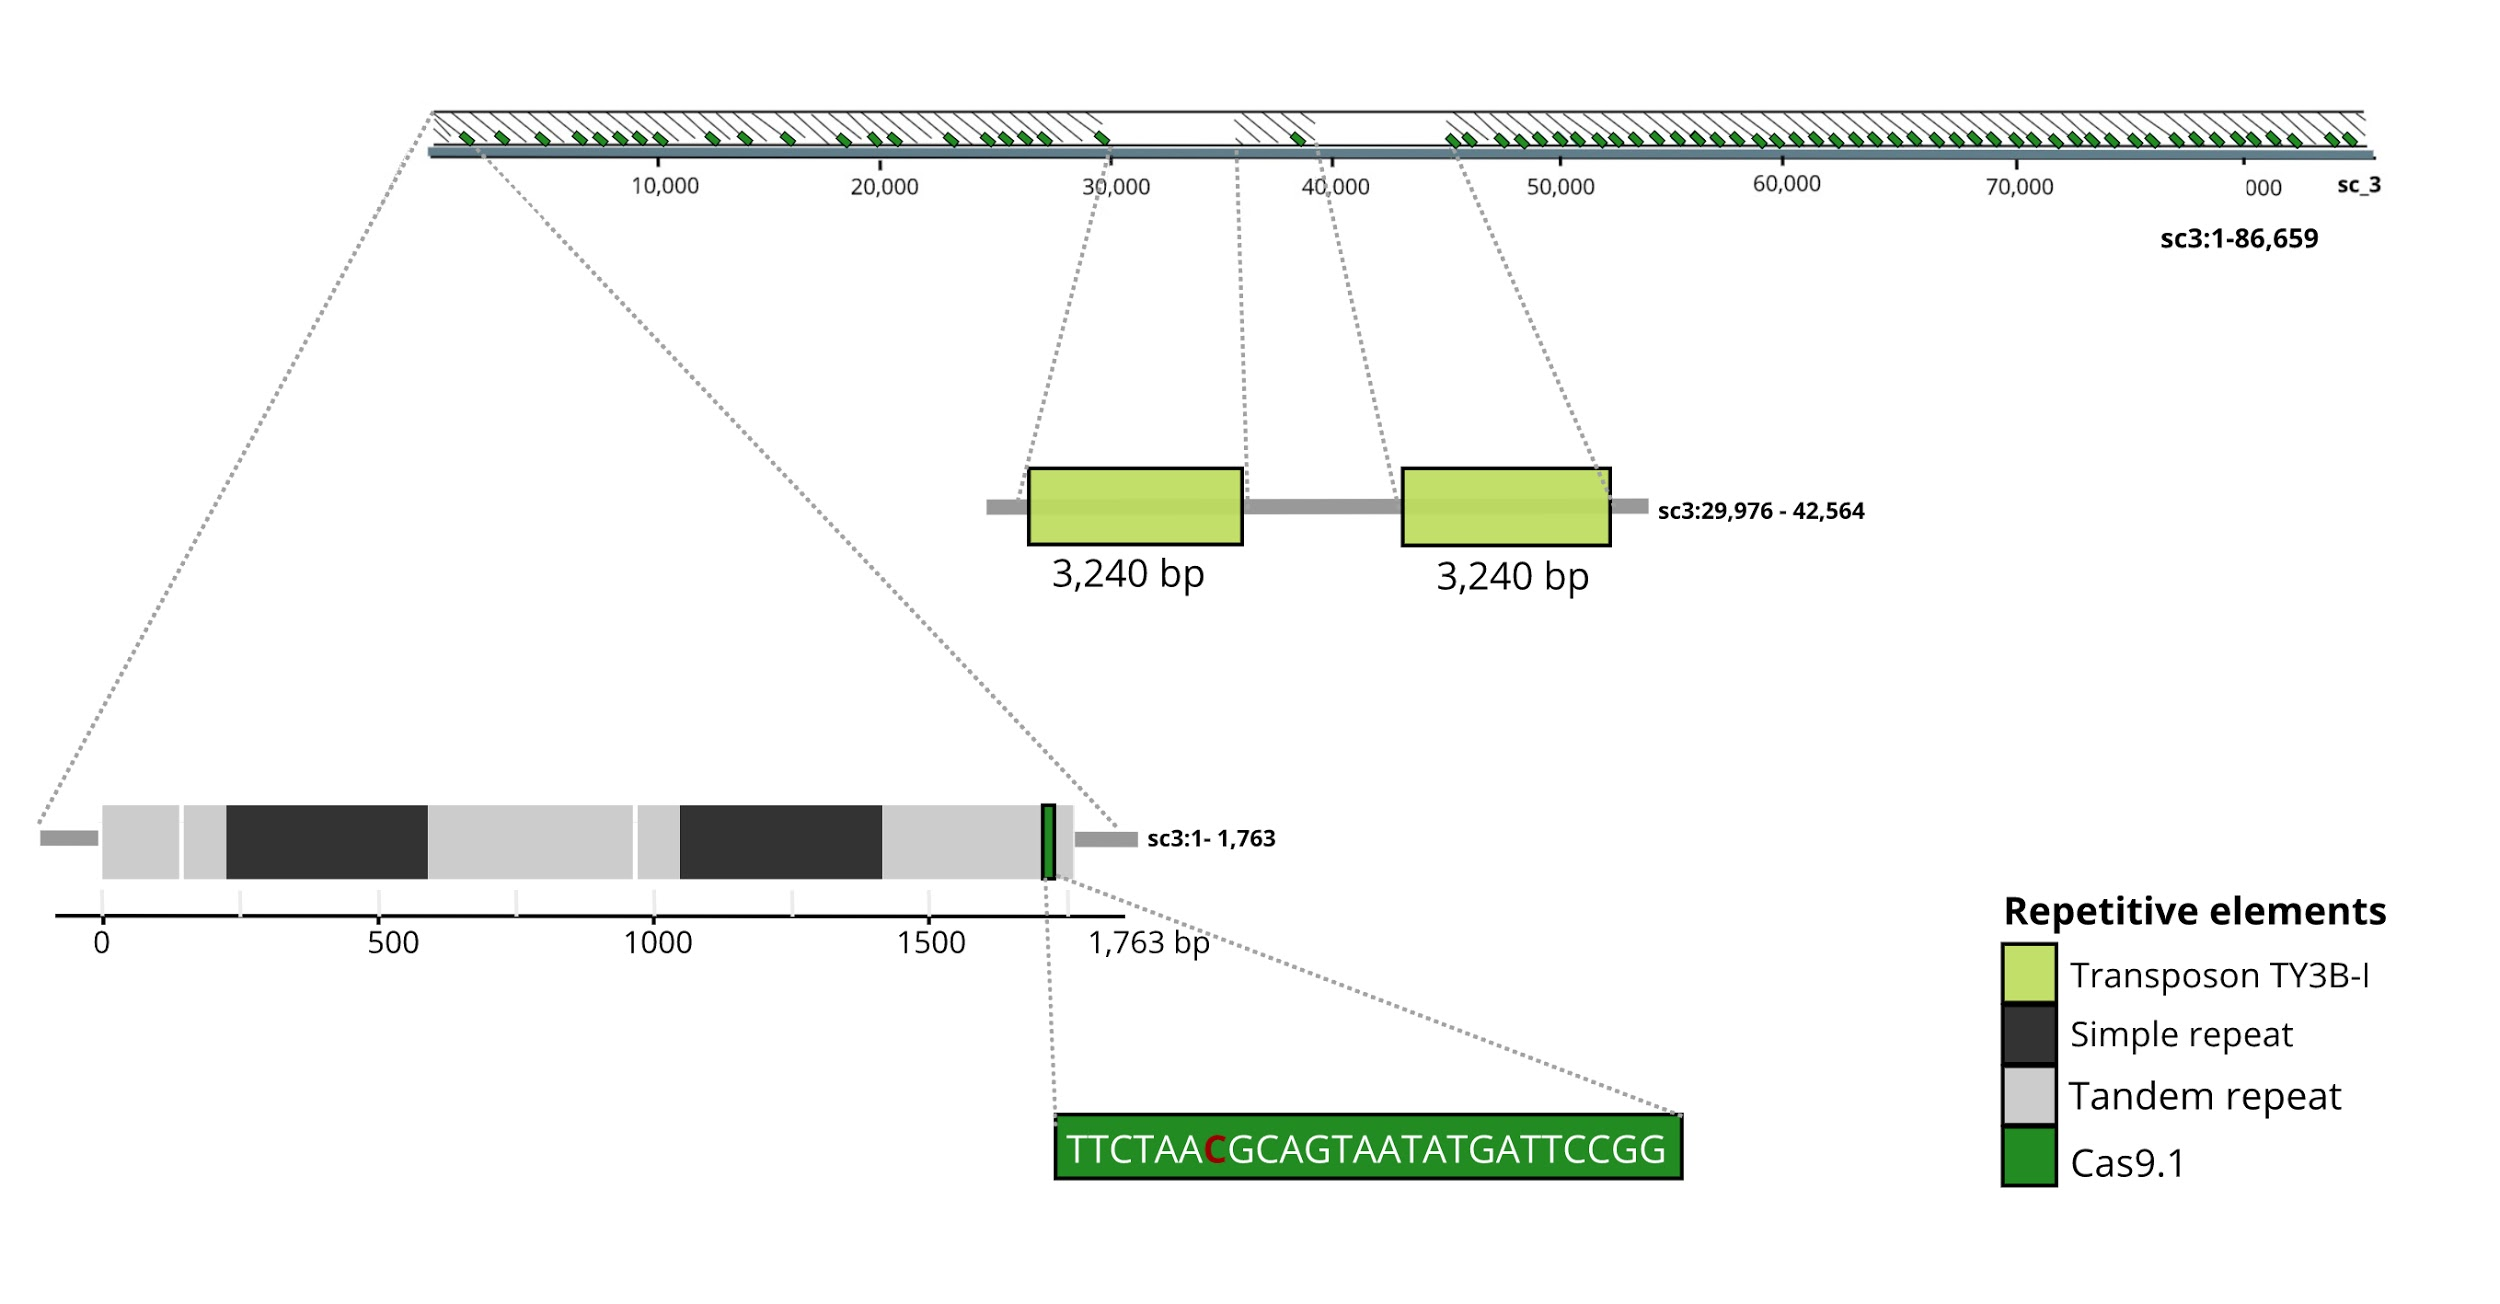 10,000 20,000 30,000 40,000 50,000 60,000 70,000 000 sc_3
sc3:1-86,659
sc3:29,976 - 42,564
3,240 bp 3,240 bp
sc3:1- 1,763
0 500 1000 1500 1,763 bp
TTCTAACGCAGTAATATGATTCCGG
Repetitive elements
Transposon TY3B-I
Simple repeat
Tandem repeat
Cas9.1